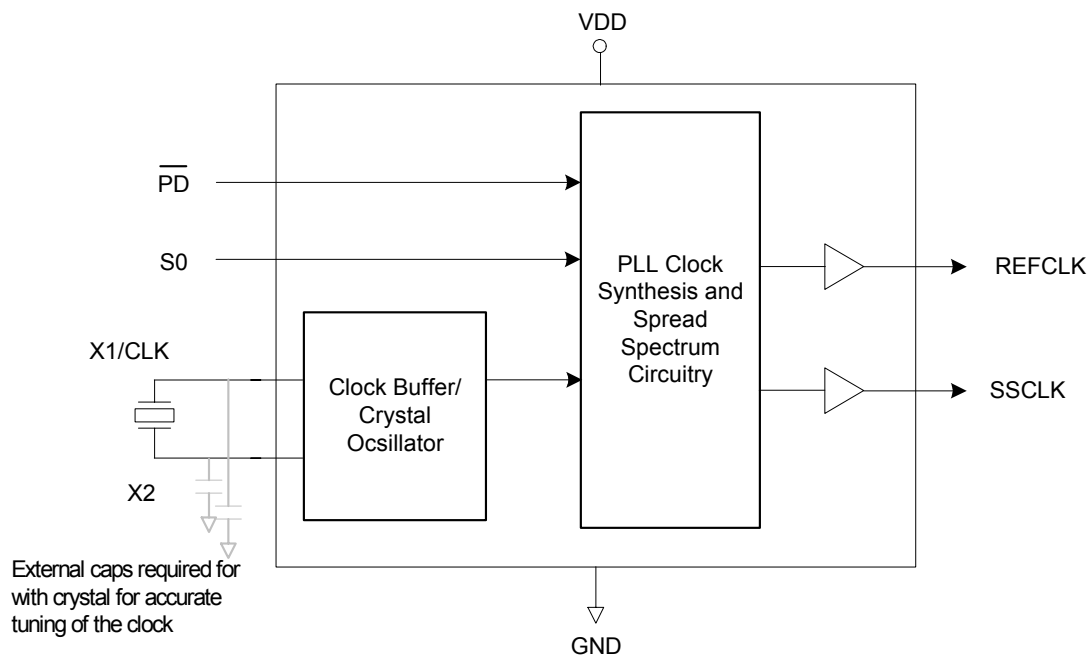 VDD
PD
S0
X1/CLK
X2
Clock Buffer/
Crystal
Ocsillator
PLL Clock
Synthesis and
Spread
Spectrum
Circuitry
REFCLK
SSCLK
External caps required for
with crystal for accurate
tuning of the clock
GND